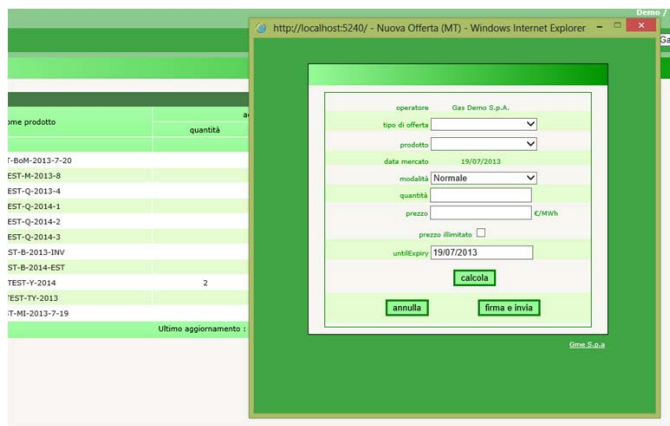 Demo /
http://localhost:5240/ - Nuova Offerta (MT) - Windows Internet Explorer
Ga
ome prodotto
a
quantità
T-BoM-2013-7-20
EST-M-2013-8
EST-Q-2013-4
EST-Q-2014-1
EST-Q-2014-2
EST-Q-2014-3
ST-B-2013-INV
ST-B-2014-EST
TEST-Y-2014 2
TEST-TY-2013
ST-MI-2013-7-19
Ultimo aggiornamento :
operatore Gas Demo S.p.A.
tipo di offerta
prodotto
data mercato 19/07/2013
modalità Normale
quantità
prezzo €/MWh
prezzo illimitato
untilExpiry 19/07/2013
calcola
annulla firma e invia
Gme S.p.a